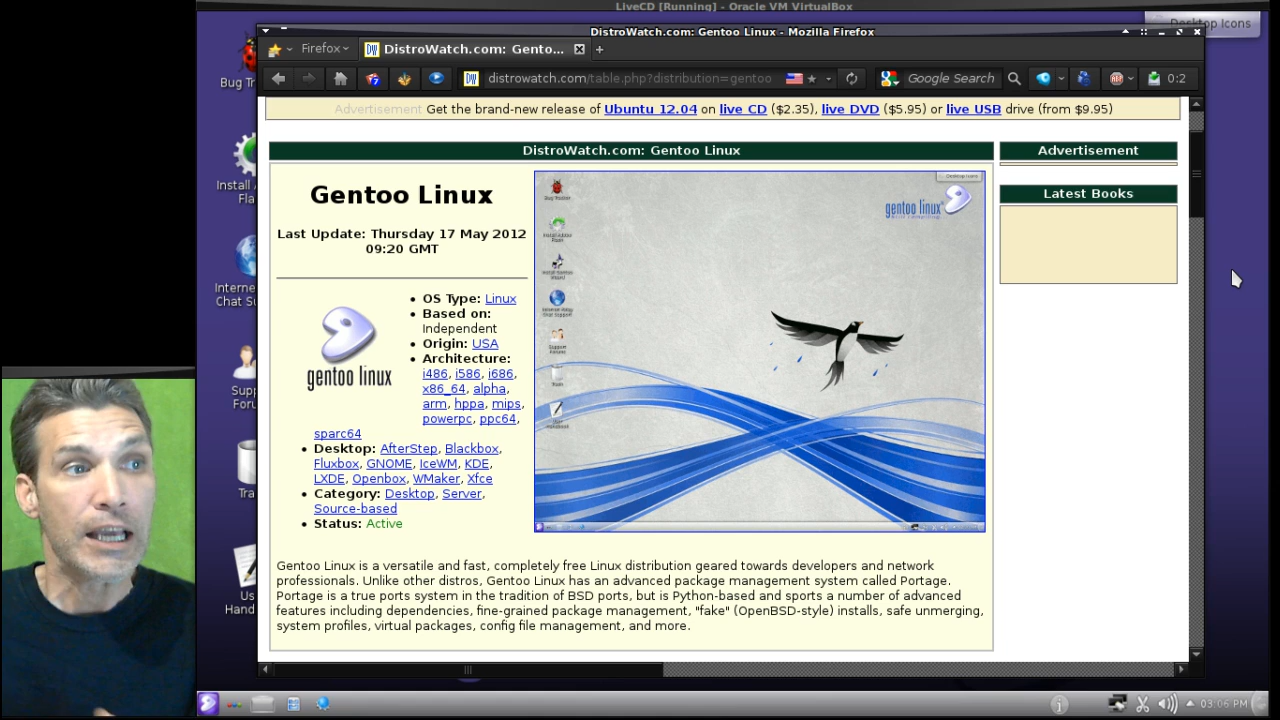 LiveCD [Running] - Oracle VM VirtualBox
Desktop Icons
DistroWatch.com: Gentoo Linux - Mozilla Firefox
Firefox
DistroWatch.com: Gento...
distrowatch.com/table.php?distribution=gentoo
Google Search
0:2
Advertisement Get the brand-new release of Ubuntu 12.04 on live CD ($2.35), live DVD ($5.95) or live USB drive (from $9.95)
DistroWatch.com: Gentoo Linux
Advertisement
Latest Books
Gentoo Linux
Last Update: Thursday 17 May 2012
09:20 GMT
gentoo linux
• OS Type: Linux
• Based on:
Independent
• Origin: USA
• Architecture:
i486, i586, i686,
x86_64, alpha,
arm, hppa, mips,
powerpc, ppc64,
sparc64
• Desktop: AfterStep, Blackbox,
Fluxbox, GNOME, IceWM, KDE,
LXDE, Openbox, WMaker, Xfce
• Category: Desktop, Server,
Source-based
• Status: Active
gentoo linux
Desktop Icons
Gentoo Linux is a versatile and fast, completely free Linux distribution geared towards developers and network
professionals. Unlike other distros, Gentoo Linux has an advanced package management system called Portage.
Portage is a true ports system in the tradition of BSD ports, but is Python-based and sports a number of advanced
features including dependencies, fine-grained package management, "fake" (OpenBSD-style) installs, safe unmerging,
system profiles, virtual packages, config file management, and more.
Bug Tr
Install A
Fla
Interne
Chat Su
Supp
Foru
Tra
Us
Hand
03:06 PM